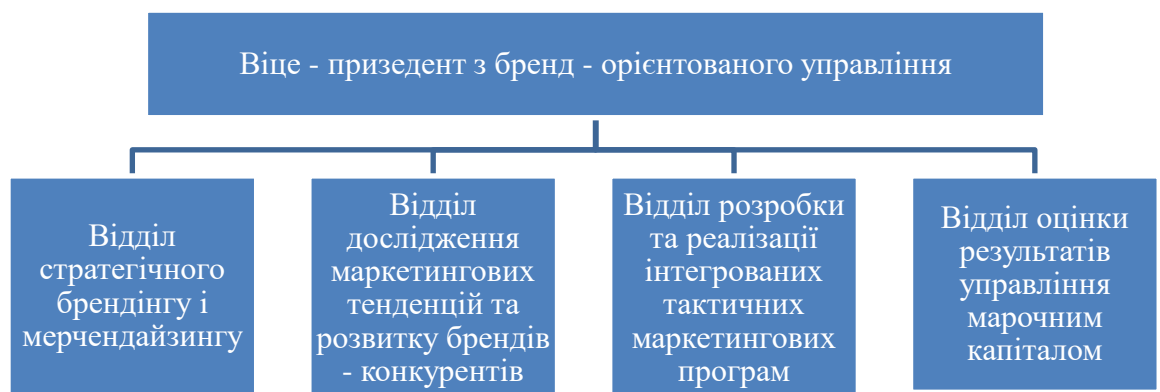 Віце - призедент з бренд - орієнтованого управління
Відділ
стратегічного
брендінгу і
мерчендайзингу
Відділ
дослідження
маркетингових
тенденцій та
розвитку брендів
- конкурентів
Відділ розробки
та реалізації
інтегрованих
тактичних
маркетингових
програм
Відділ оцінки
результатів
управління
марочним
капіталом